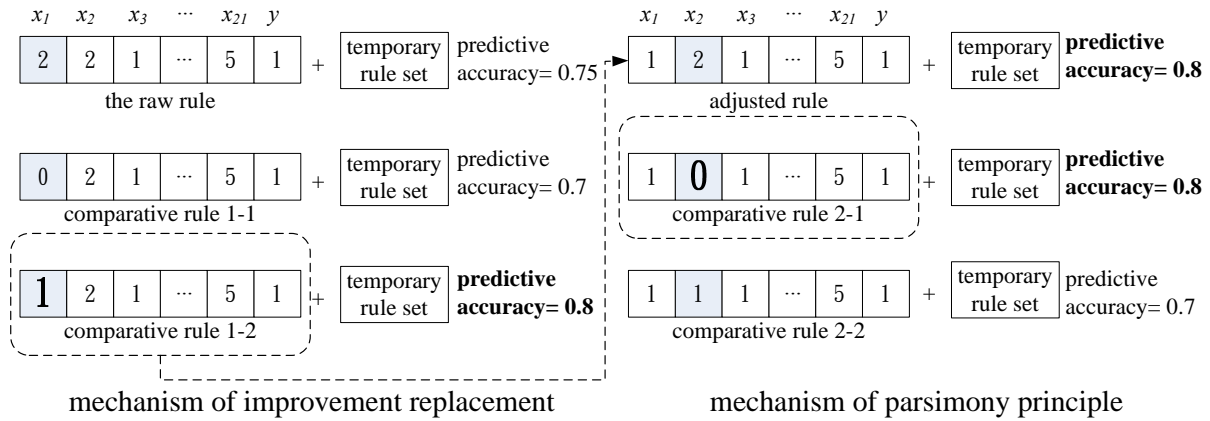 x1 x2 x3 ... x21 y
2 2 1 ... 5 1 + temporary rule set predictive accuracy= 0.75
the raw rule
0 2 1 ... 5 1 + temporary rule set predictive accuracy= 0.7
comparative rule 1-1
1 2 1 ... 5 1 + temporary rule set predictive accuracy= 0.8
comparative rule 1-2
mechanism of improvement replacement
x1 x2 x3 ... x21 y
1 2 1 ... 5 1 + temporary rule set predictive accuracy= 0.8
adjusted rule
1 0 1 ... 5 1 + temporary rule set predictive accuracy= 0.8
comparative rule 2-1
1 1 1 ... 5 1 + temporary rule set predictive accuracy= 0.7
comparative rule 2-2
mechanism of parsimony principle